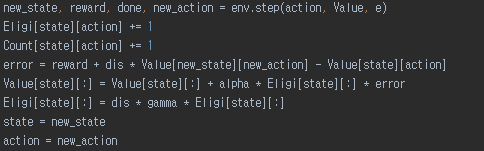 new_state, reward, done, new_action = env.step(action, Value, e)
Eligi[state][action] += 1
Count[state][action] += 1
error = reward + dis * Value[new_state][new_action] - Value[state][action]
Value[state][:] = Value[state][:] + alpha * Eligi[state][:] * error
Eligi[state][:] = dis * gamma * Eligi[state][:]
state = new_state
action = new_action